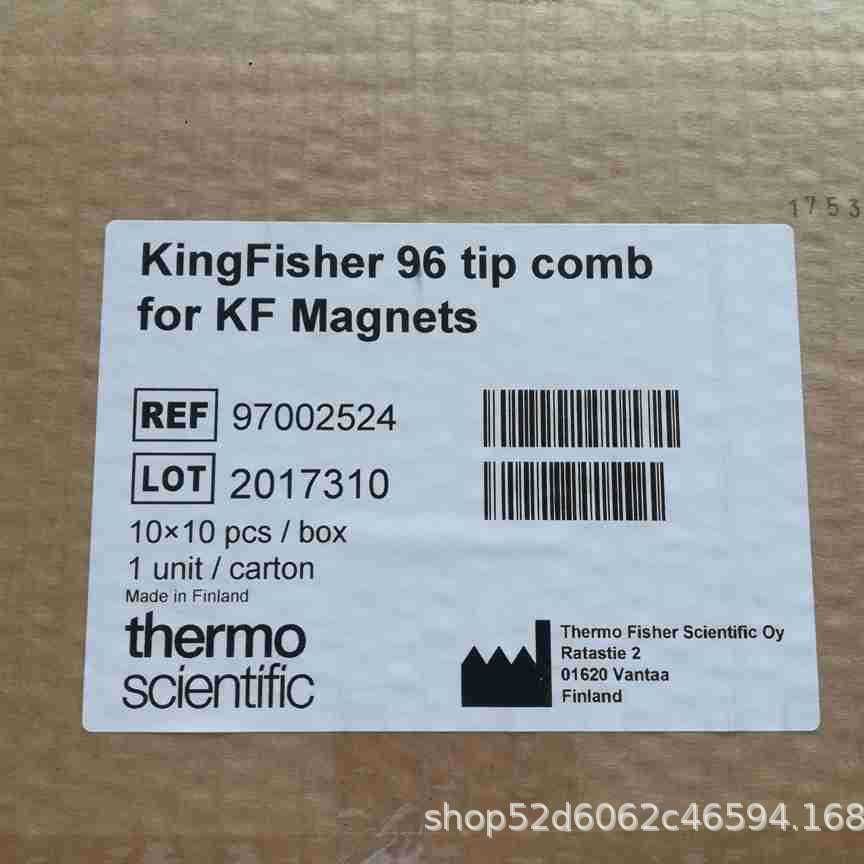 1753
KingFisher 96 tip comb
for KF Magnets
REF 97002524
LOT 2017310
10×10 pcs / box
1 unit / carton
Made in Finland
thermo
scientific
Thermo Fisher Scientific Oy
Ratastie 2
01620 Vantaa
Finland
shop52d6062c46594.168